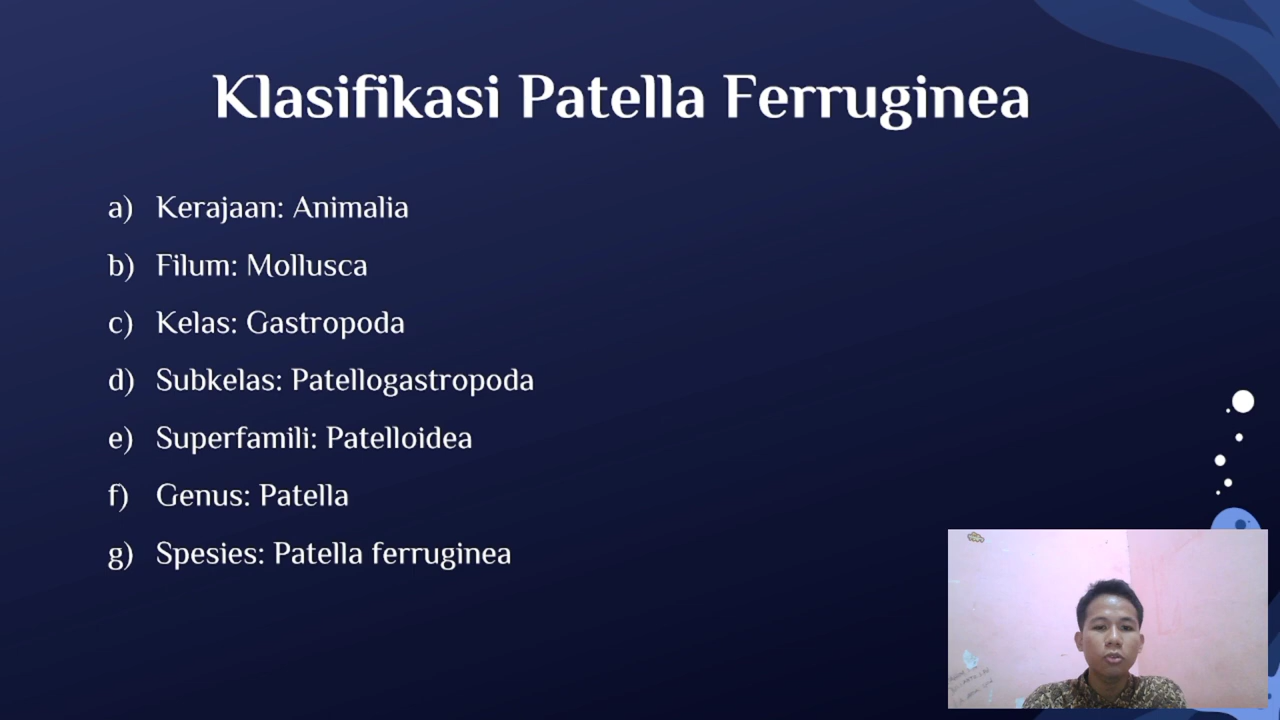 Klasifikasi Patella Ferruginea
a) Kerajaan: Animalia
b) Filum: Mollusca
c) Kelas: Gastropoda
d) Subkelas: Patellogastropoda
e) Superfamili: Patelloidea
f) Genus: Patella
g) Spesies: Patella ferruginea